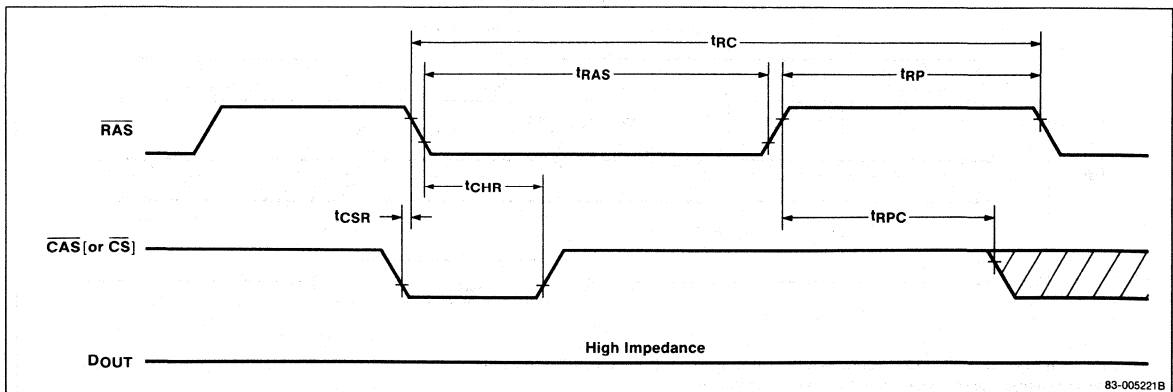 tRC
tRAS
tRP
RAS
tCHR
tCSR
tRPC
CAS [or CS]
High Impedance
DOUT
83-005221B